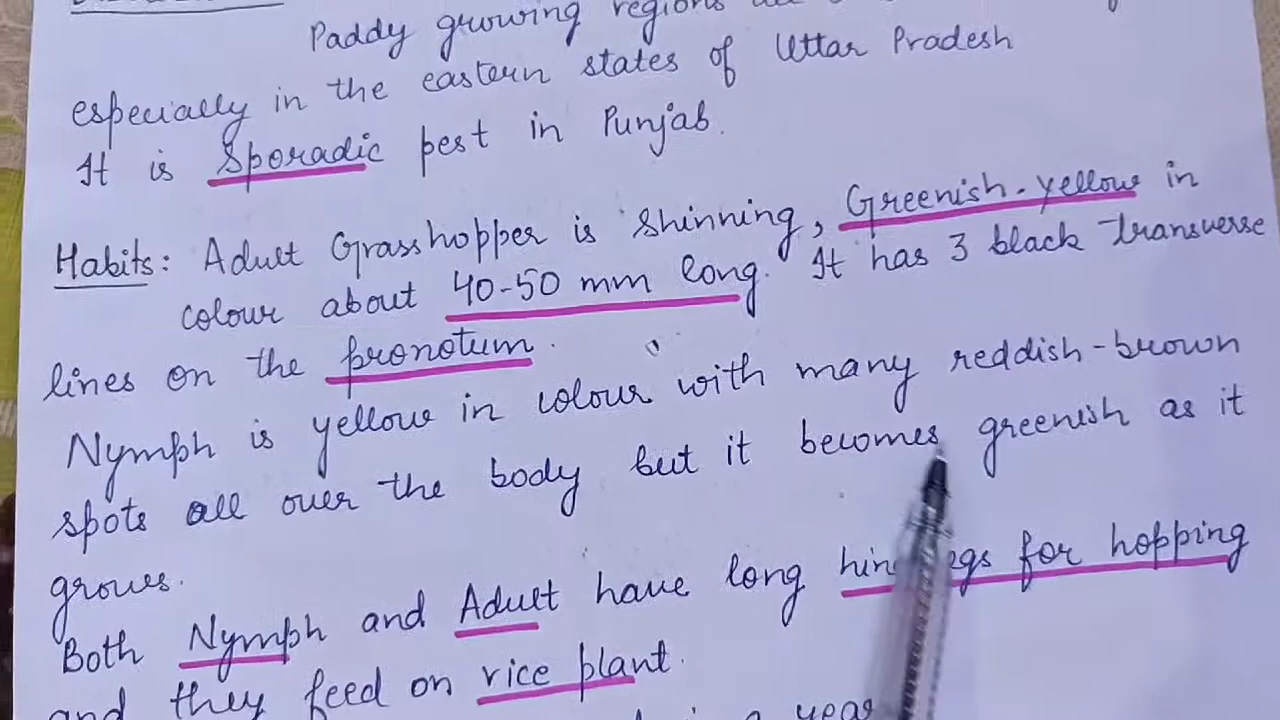 Paddy growing regions
especially in the eastern states of Uttar Pradesh
It is Sporadic pest in Punjab.
Habits: Adult Grasshopper is shinning, Greenish-yellow in
colour about 40-50 mm long. It has 3 black transverse
lines on the pronotum.
Nymph is yellow in colour with many reddish-brown
spots all over the body but it becomes greenish as it
grows.
Both Nymph and Adult have long for hopping
and they feed on rice plant.
a year